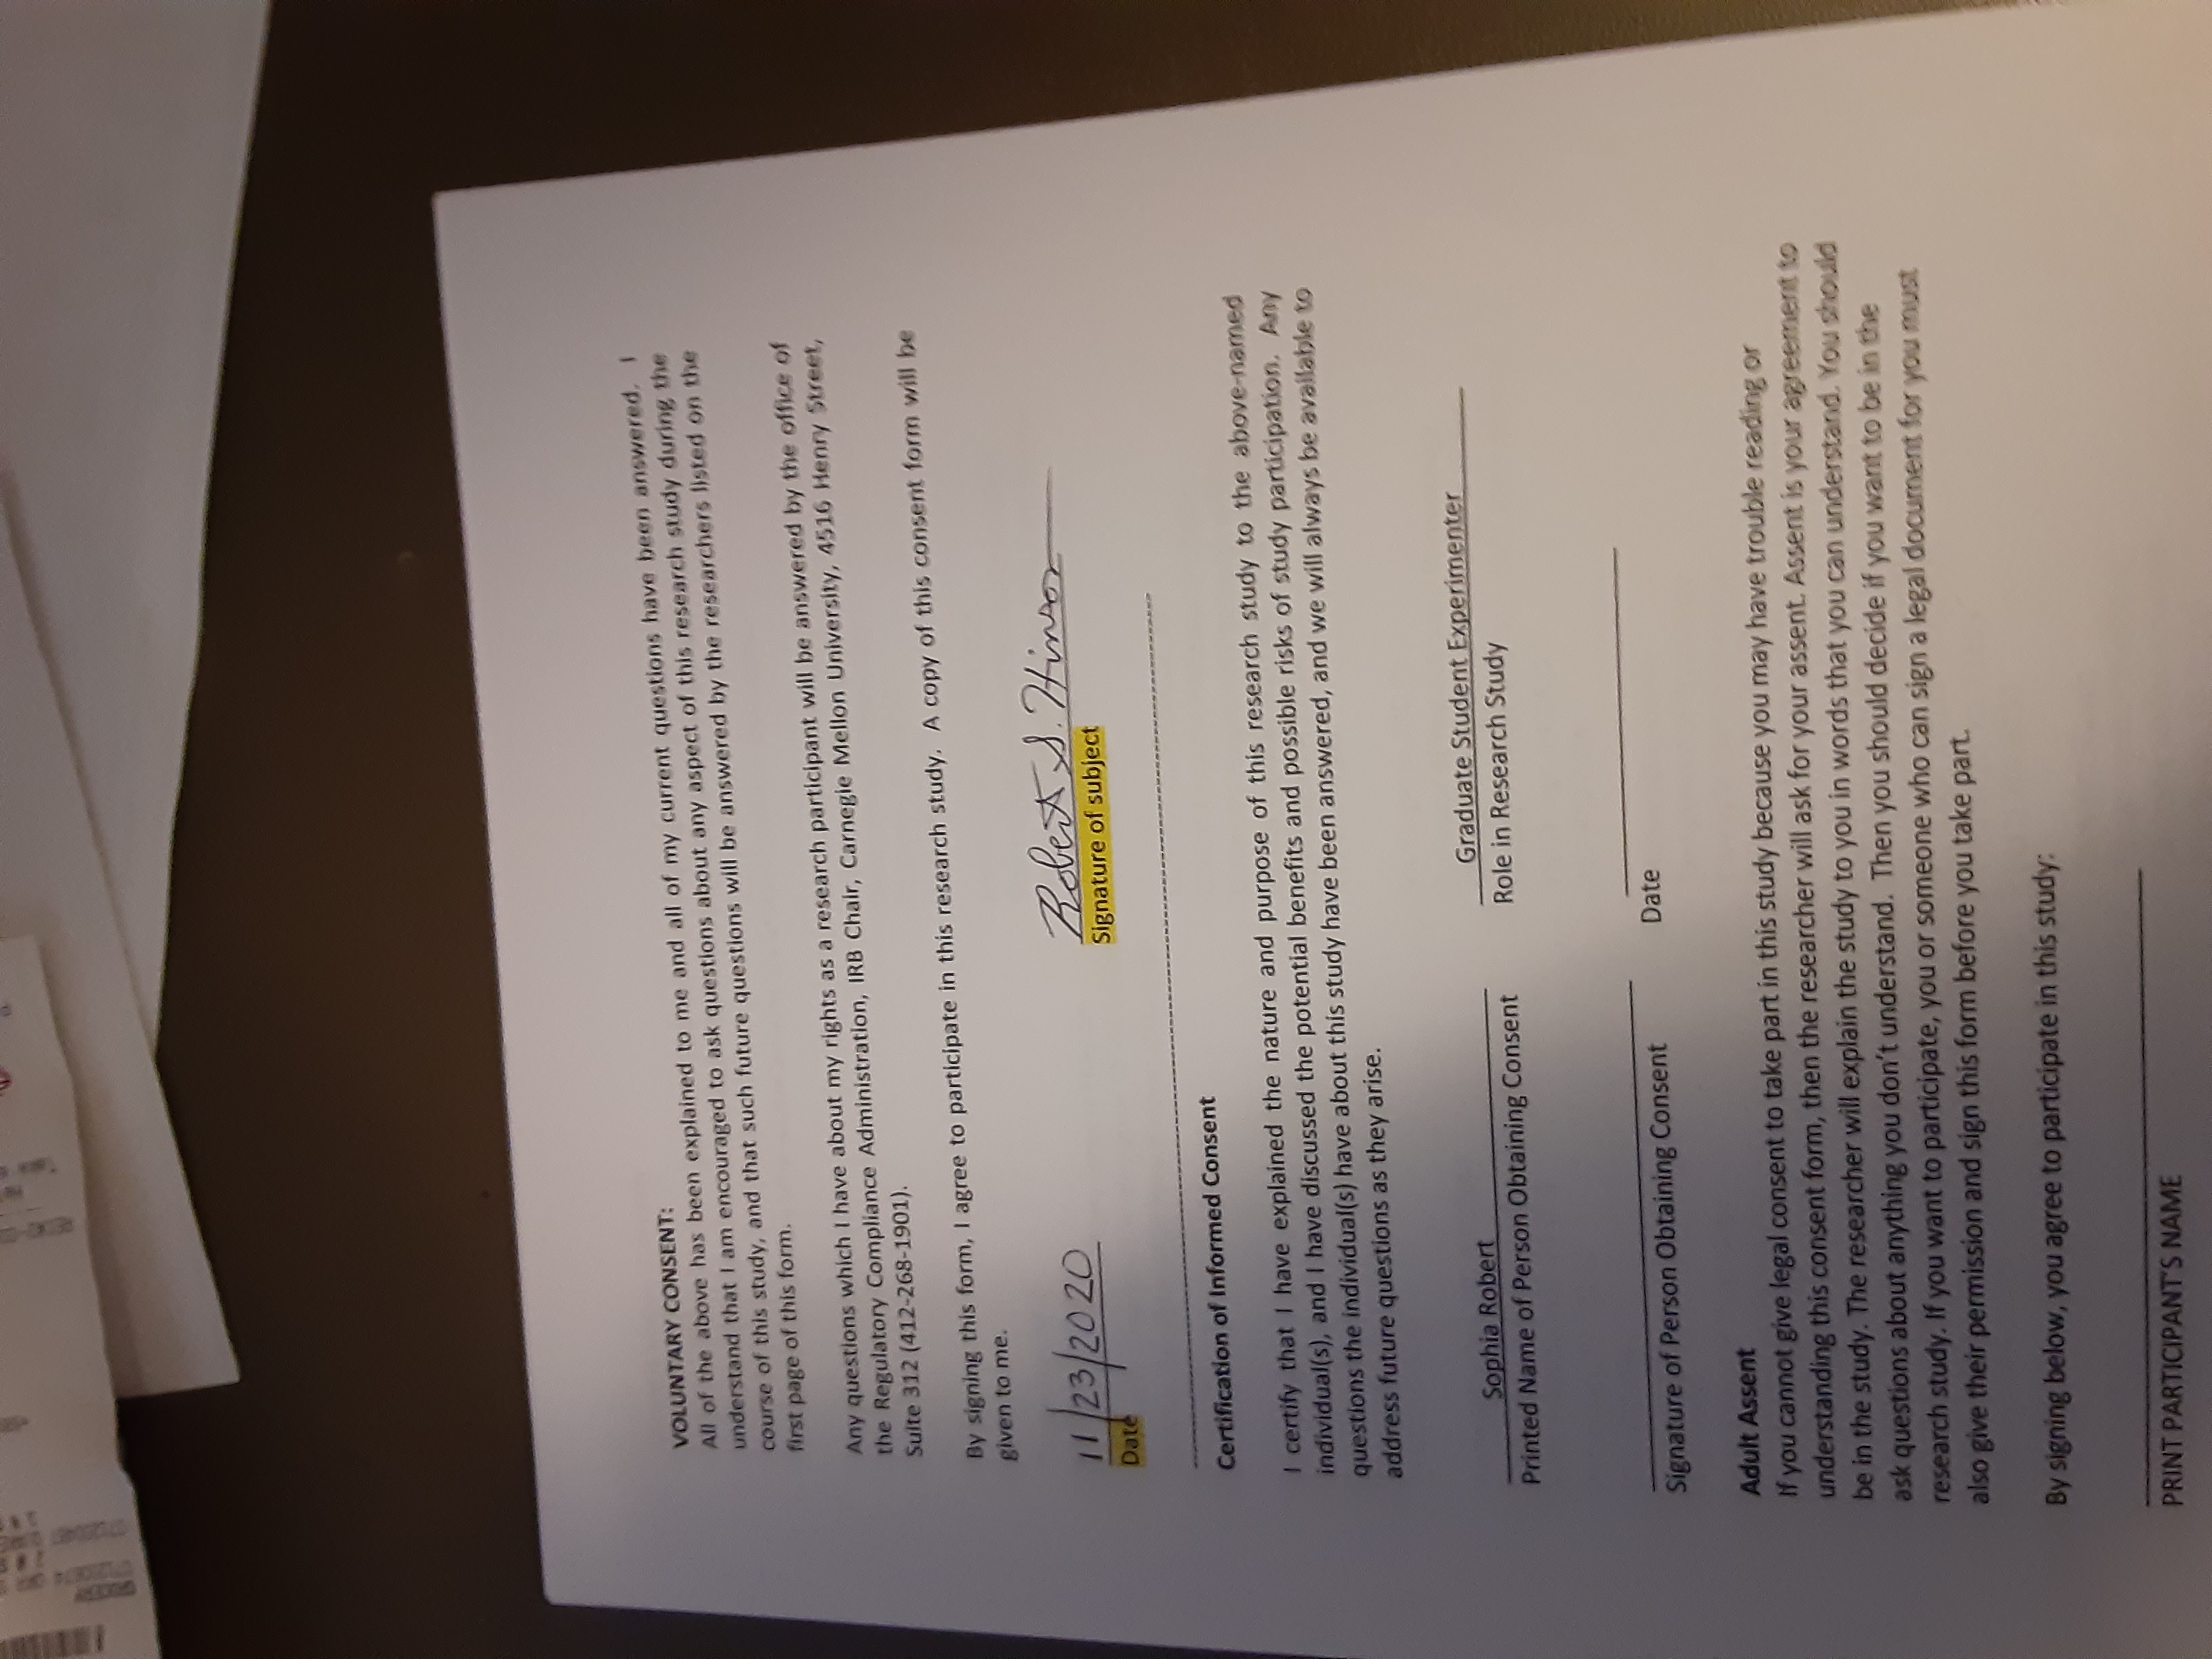 VOLUNTARY CONSENT:
All of the above has been explained to me and all of my current questions have been answered. I
understand that I am encouraged to ask questions about any aspect of this research study during the
course of this study, and that such future questions will be answered by the researchers listed on the
first page of this form.
Any questions which I have about my rights as a research participant will be answered by the office of
the Regulatory Compliance Administration, IRB Chair, Carnegie Mellon University, 4516 Henry Street,
Suite 312 (412-268-1901).
By signing this form, I agree to participate in this research study. A copy of this consent form will be
given to me.
11/23/2020 Robert S. Hinson
Date Signature of subject
Certification of Informed Consent
I certify that I have explained the nature and purpose of this research study to the above-named
individual(s), and I have discussed the potential benefits and possible risks of study participation. Any
questions the individual(s) have about this study have been answered, and we will always be available to
address future questions as they arise.
Sophia Robert Graduate Student Experimenter
Printed Name of Person Obtaining Consent Role in Research Study
Signature of Person Obtaining Consent Date
Adult Assent
If you cannot give legal consent to take part in this study because you may have trouble reading or
understanding this consent form, then the researcher will ask for your assent. Assent is your agreement to
be in the study. The researcher will explain the study to you in words that you can understand. You should
ask questions about anything you don't understand. Then you should decide if you want to be in the
research study. If you want to participate, you or someone who can sign a legal document for you must
also give their permission and sign this form before you take part.
By signing below, you agree to participate in this study:
PRINT PARTICIPANT'S NAME